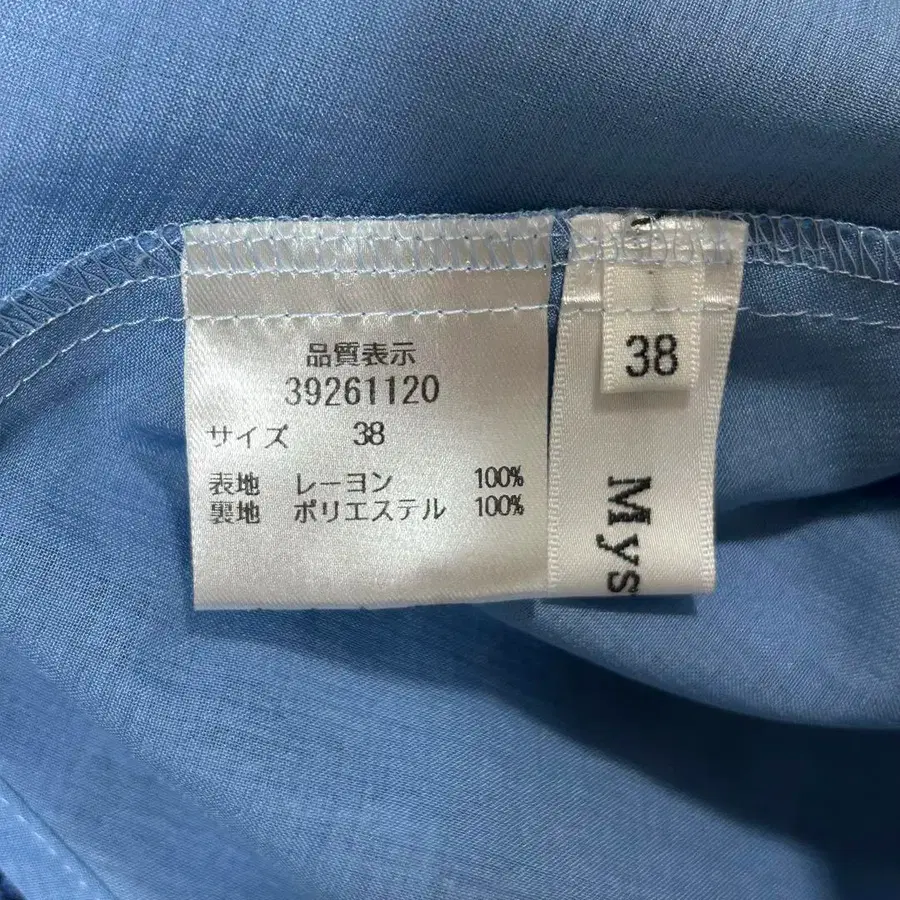 品質表示
39261120
サイズ 38
表地 レーヨン 100%
裏地 ポリエステル 100%
38
Mys